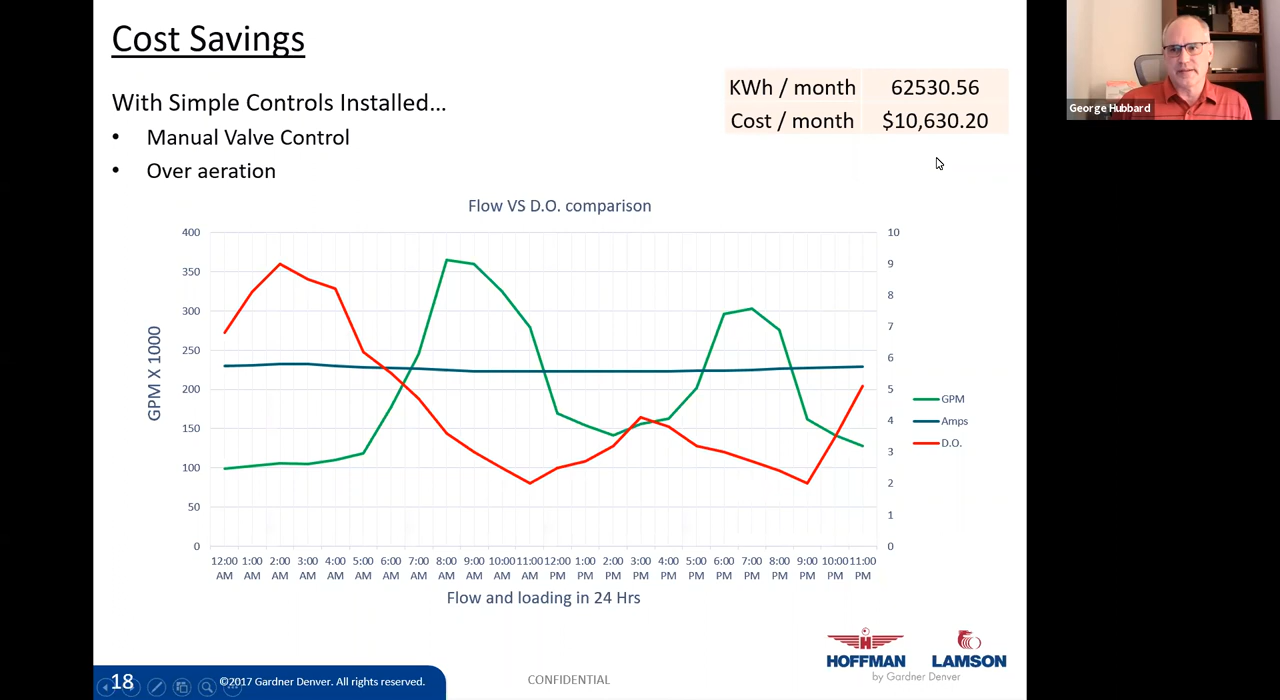 Cost Savings
With Simple Controls Installed...
• Manual Valve Control
• Over aeration
KWh / month 62530.56
Cost / month $10,630.20
George Hubbard
Flow VS D.O. comparison
GPM X 1000
400
350
300
250
200
150
100
50
0
10
9
8
7
6
5
4
3
2
1
0
GPM
Amps
D.O.
12:00 AM
1:00 AM
2:00 AM
3:00 AM
4:00 AM
5:00 AM
6:00 AM
7:00 AM
8:00 AM
9:00 AM
10:00 AM
11:00 AM
12:00 PM
1:00 PM
2:00 PM
3:00 PM
4:00 PM
5:00 PM
6:00 PM
7:00 PM
8:00 PM
9:00 PM
10:00 PM
11:00 PM
Flow and loading in 24 Hrs
HOFFMAN LAMSON
by Gardner Denver
18 ©2017 Gardner Denver. All rights reserved.
CONFIDENTIAL